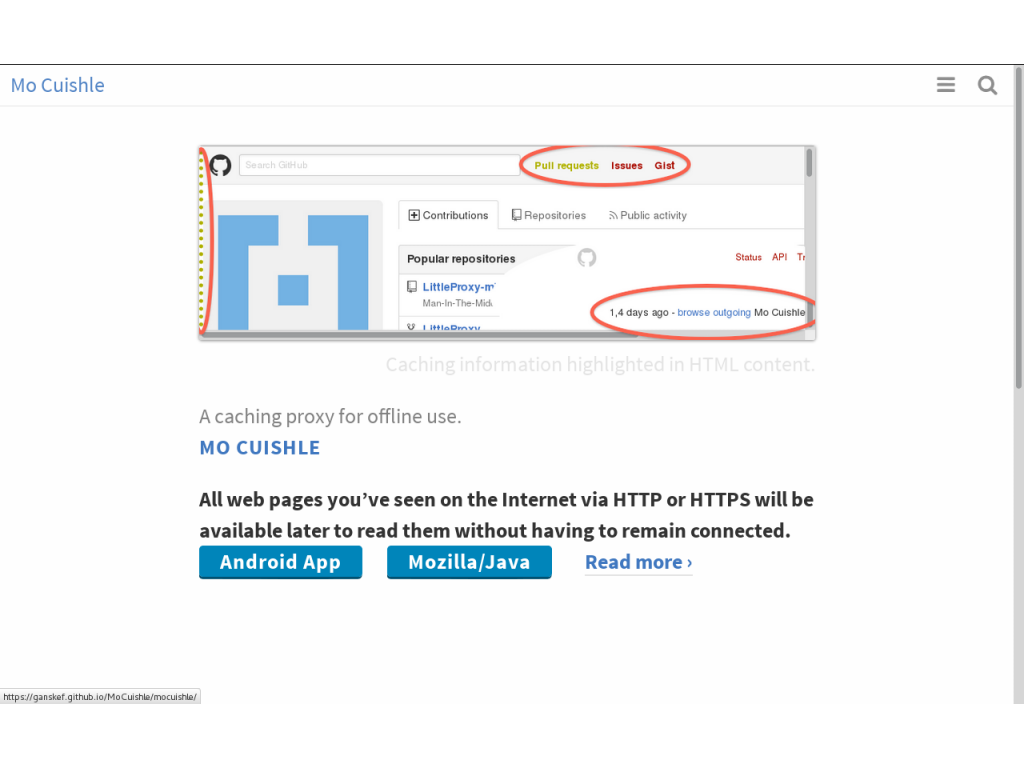 Mo Cuishle
Search GitHub
Pull requests Issues Gist
Contributions Repositories Public activity
Popular repositories
Status API
LittleProxy-m
Man-In-The-Mid
1,4 days ago - browse outgoing Mo Cuishle
LittleProxy
Caching information highlighted in HTML content.
A caching proxy for offline use.
MO CUISHLE
All web pages you’ve seen on the Internet via HTTP or HTTPS will be
available later to read them without having to remain connected.
Android App Mozilla/Java Read more ›
https://ganskef.github.io/MoCuishle/mocuishle/